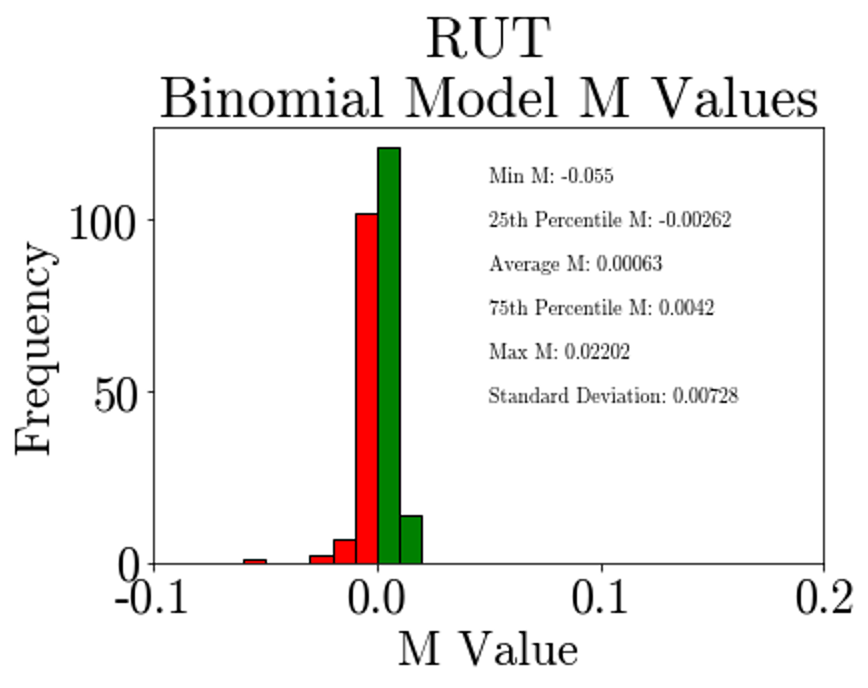 RUT
Binomial Model M Values
Min M: -0.055
25th Percentile M: -0.00262
Average M: 0.00063
75th Percentile M: 0.0042
Max M: 0.02202
Standard Deviation: 0.00728
Frequency
100
50
0
-0.1 0.0 0.1 0.2
M Value